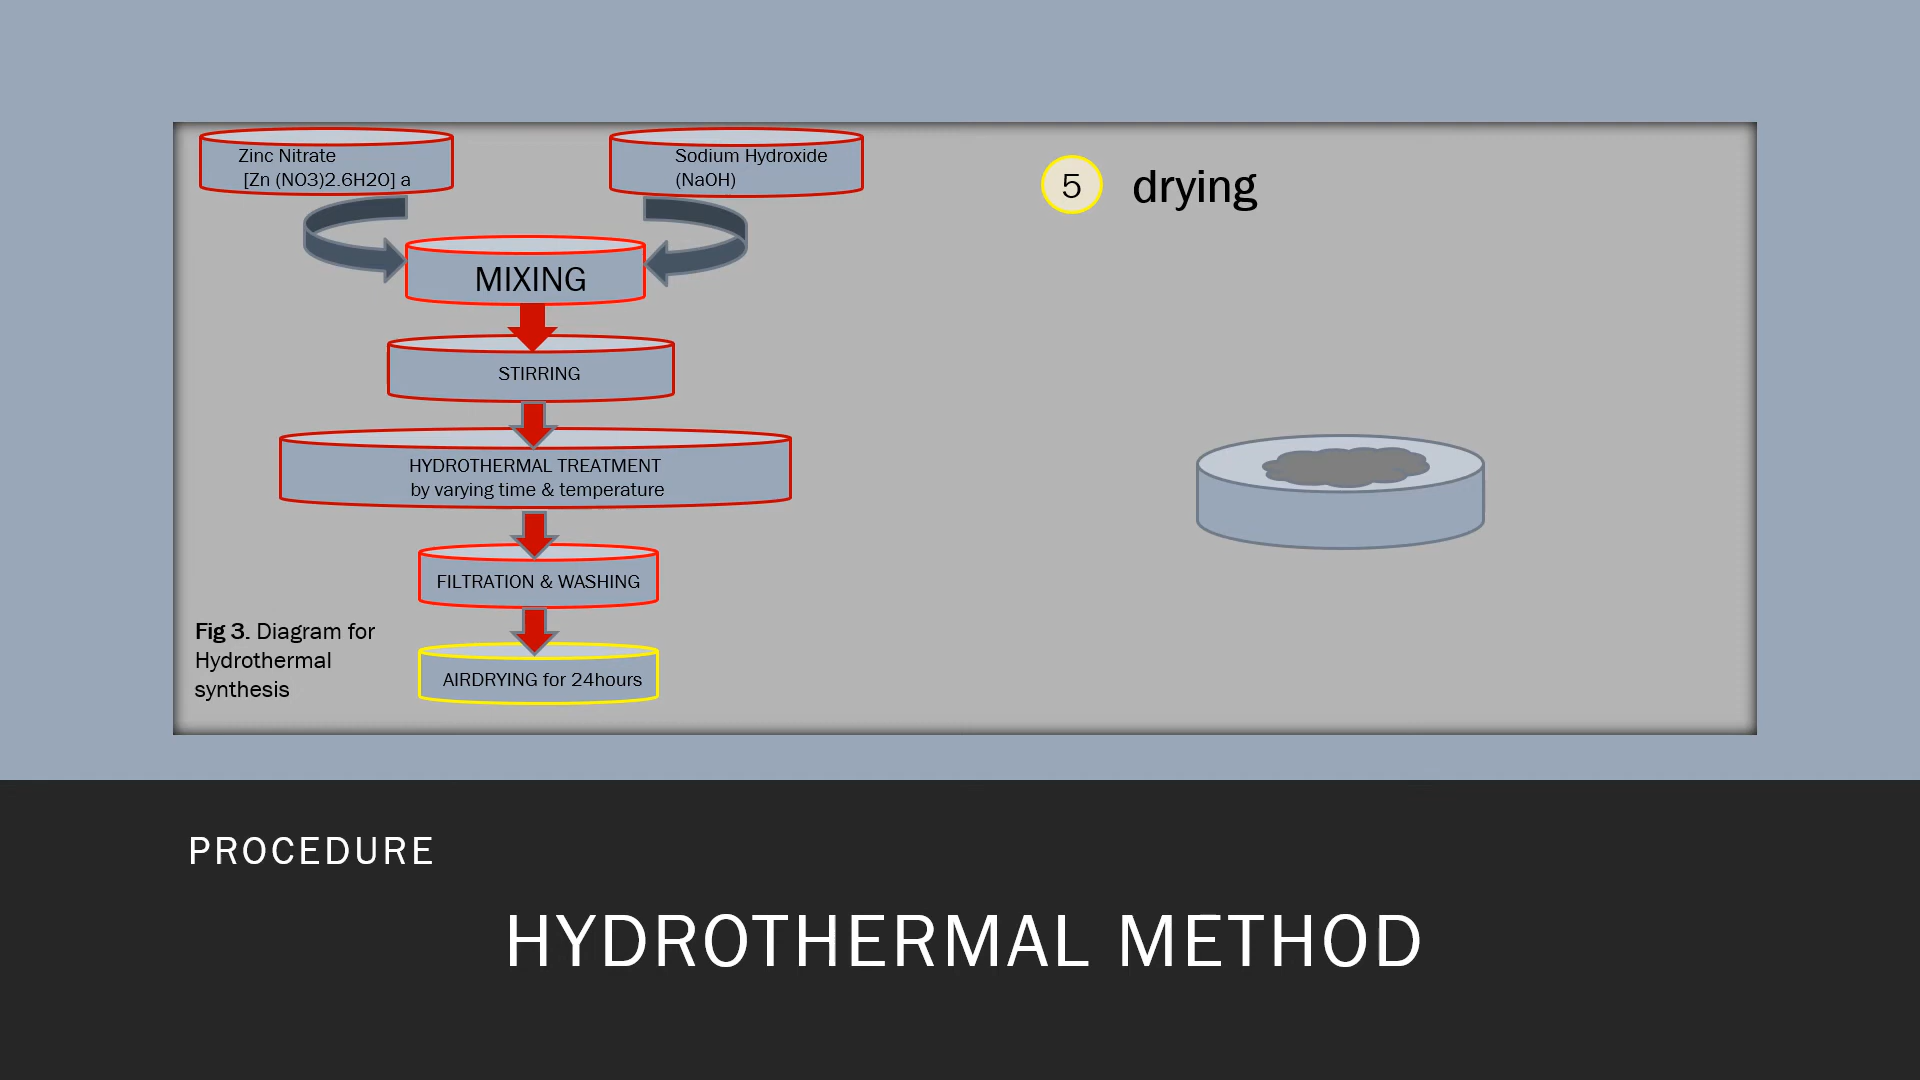 Zinc Nitrate
[Zn (NO3)2.6H2O] a
Sodium Hydroxide
(NaOH)
MIXING
STIRRING
HYDROTHERMAL TREATMENT
by varying time & temperature
FILTRATION & WASHING
AIRDRYING for 24hours
Fig 3. Diagram for
Hydrothermal
synthesis
5 drying
PROCEDURE
HYDROTHERMAL METHOD